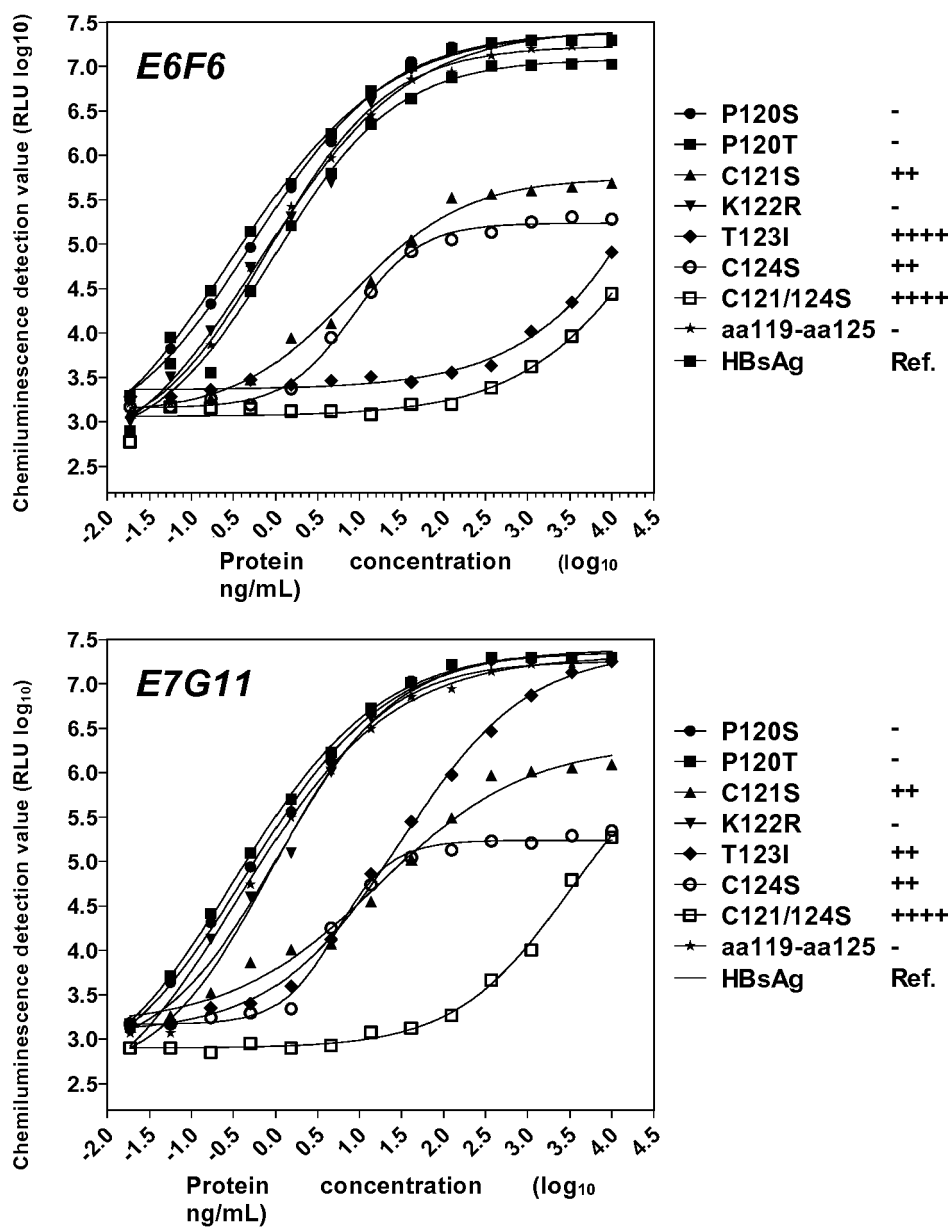 E6F6
Chemiluminescence detection value (RLU log10)
7.5
7.0
6.5
6.0
5.5
5.0
4.5
4.0
3.5
3.0
2.5
-2.0 -1.5 -1.0 -0.5 0.0 0.5 1.0 1.5 2.0 2.5 3.0 3.5 4.0 4.5
Protein concentration (log10
ng/mL)
P120S -
P120T -
C121S ++
K122R -
T123I ++++
C124S ++
C121/124S ++++
aa119-aa125 -
HBsAg Ref.
E7G11
Chemiluminescence detection value (RLU log10)
7.5
7.0
6.5
6.0
5.5
5.0
4.5
4.0
3.5
3.0
2.5
-2.0 -1.5 -1.0 -0.5 0.0 0.5 1.0 1.5 2.0 2.5 3.0 3.5 4.0 4.5
Protein concentration (log10
ng/mL)
P120S -
P120T -
C121S ++
K122R -
T123I ++
C124S ++
C121/124S ++++
aa119-aa125 -
HBsAg Ref.